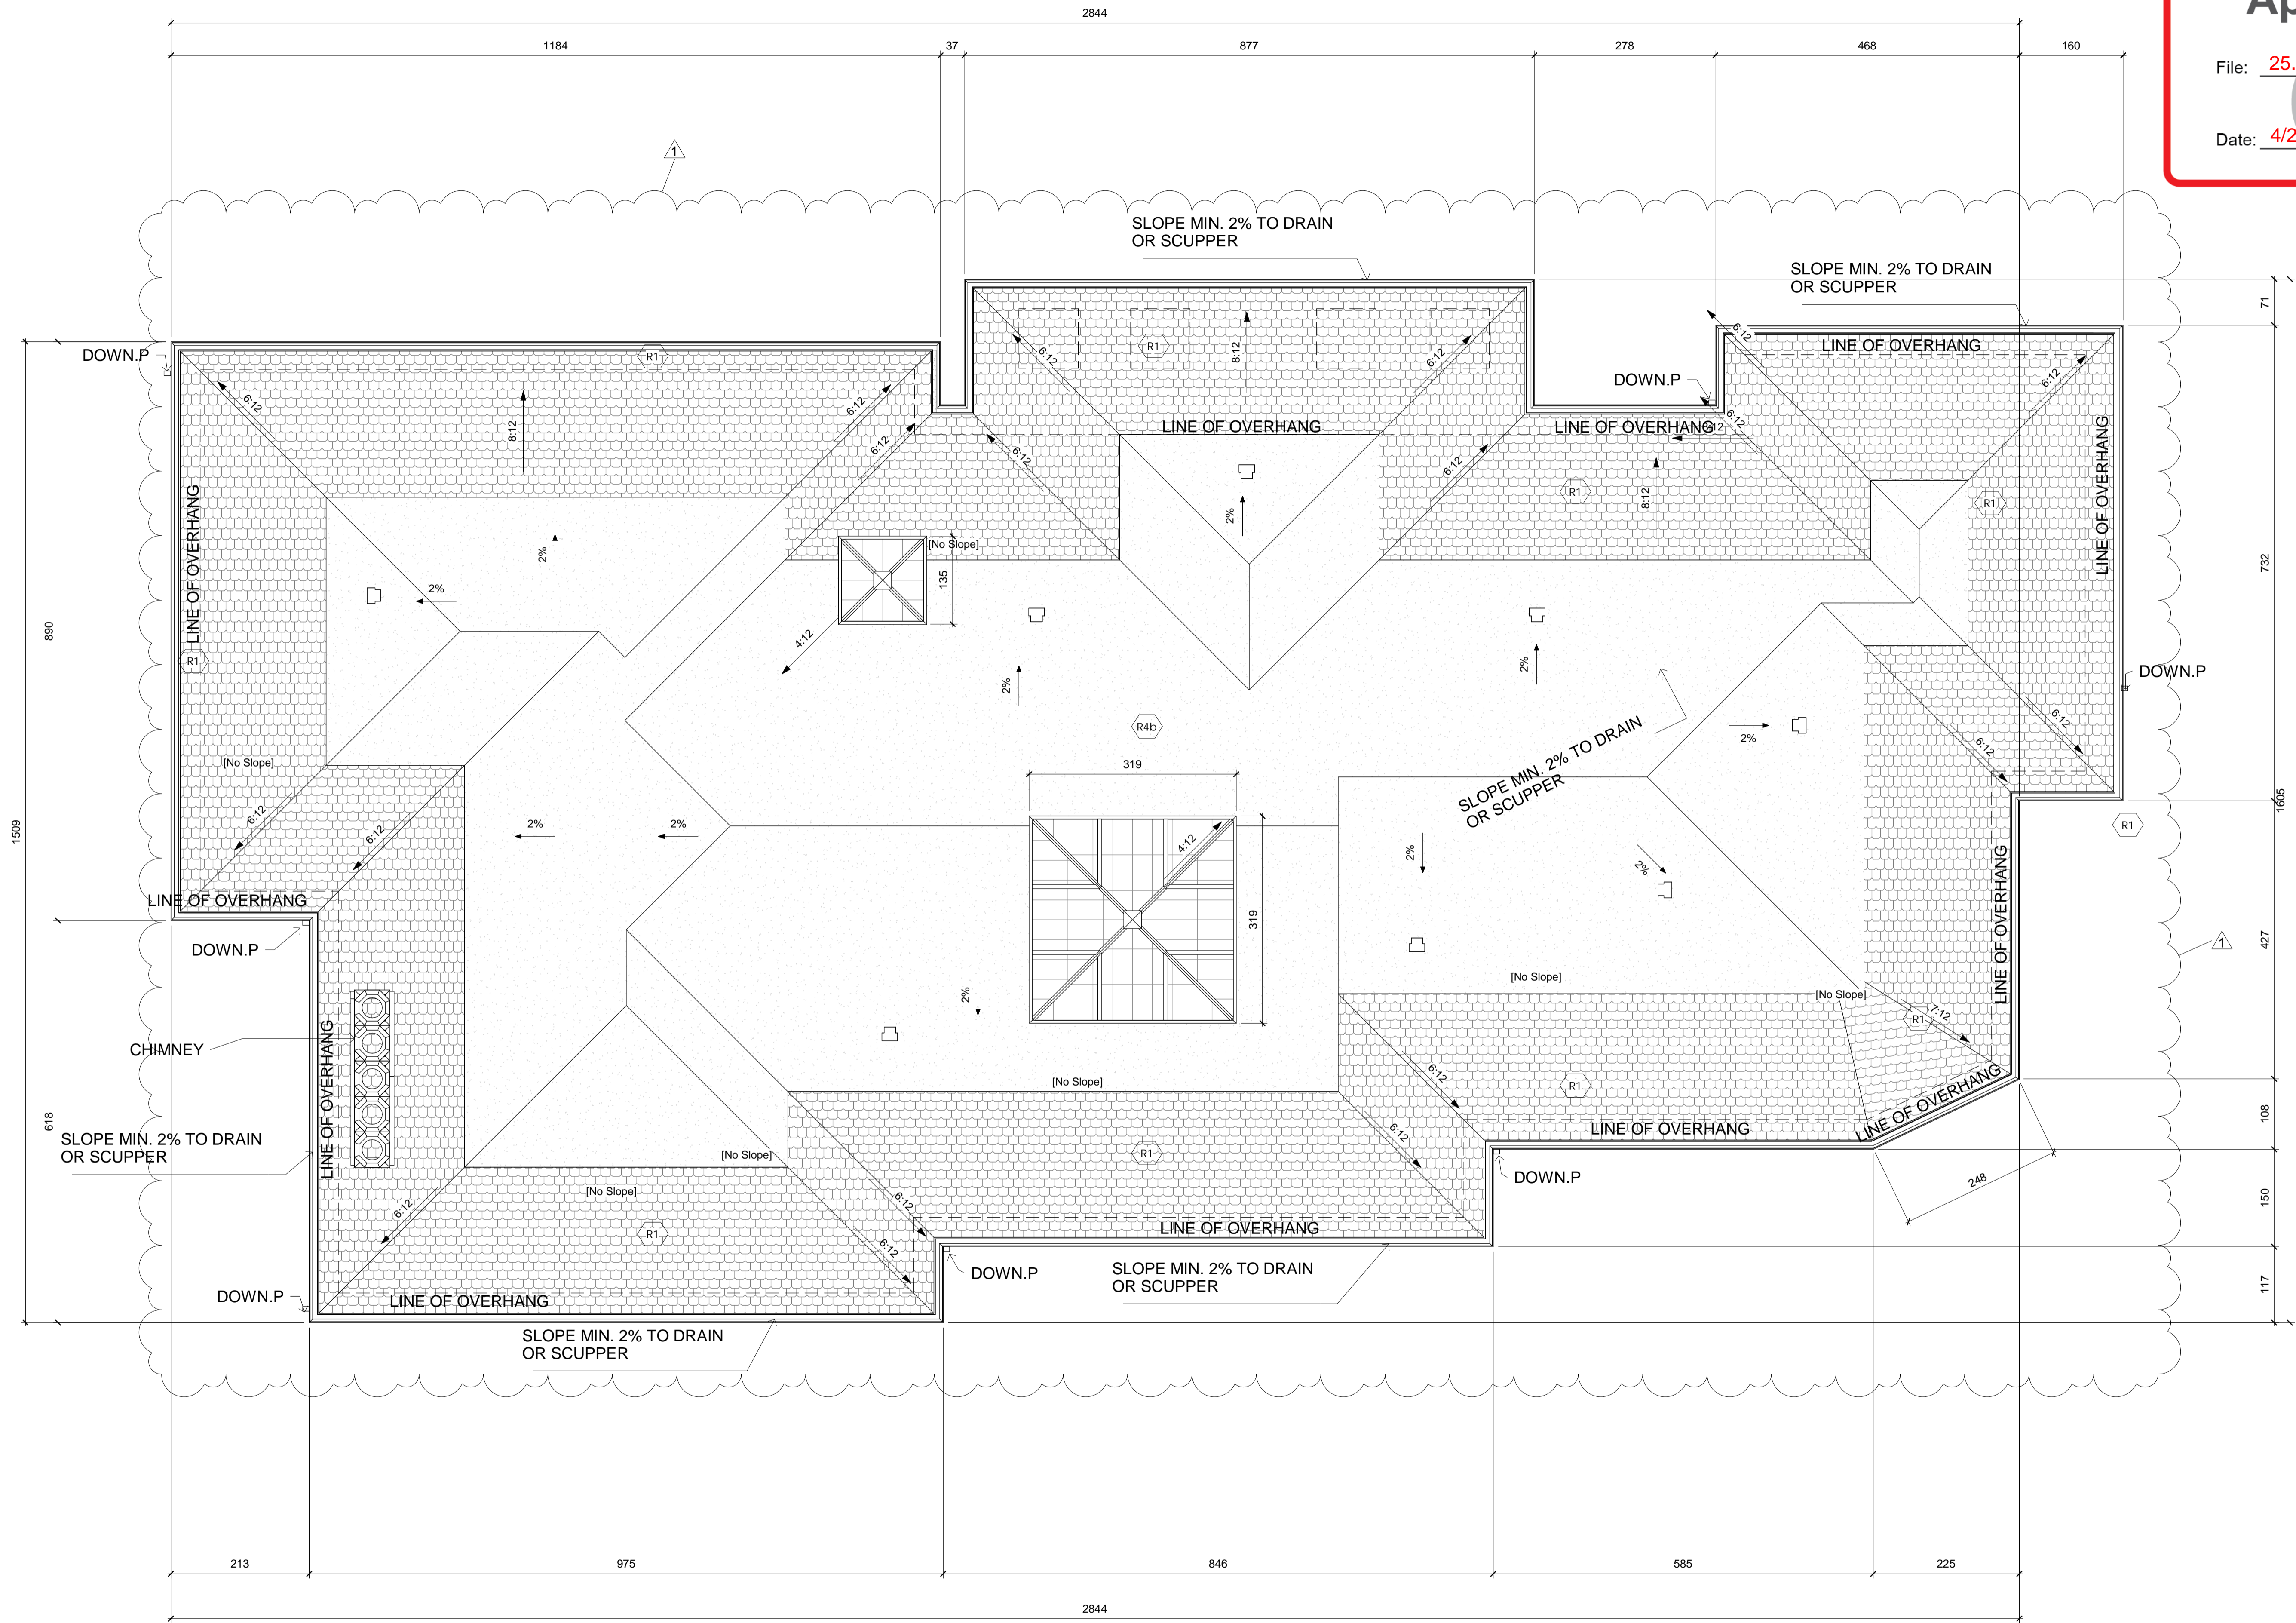 2844
1184
37
877
278
468
160
Ap
File: 25.
Date: 4/2
1
SLOPE MIN. 2% TO DRAIN
OR SCUPPER
SLOPE MIN. 2% TO DRAIN
OR SCUPPER
71
DOWN.P
R1
R1
8:12
6:12
6:12
6:12
LINE OF OVERHANG
6:12
DOWN.P
6:12
8:12
6:12
6:12
LINE OF OVERHANG
LINE OF OVERHANG
6:12
6:12
6:12
6:12
6:12
LINE OF OVERHANG
R1
8:12
R1
LINE OF OVERHANG
2%
2%
[No Slope]
135
2%
732
890
4:12
2%
2%
R1
R4b
SLOPE MIN. 2% TO DRAIN
OR SCUPPER
2%
DOWN.P
6:12
6:12
[No Slope]
319
1605
R1
1509
6:12
6:12
2%
2%
4:12
2%
2%
319
LINE OF OVERHANG
LINE OF OVERHANG
DOWN.P
427
1
[No Slope]
[No Slope]
2%
7:12
R1
CHIMNEY
LINE OF OVERHANG
618
SLOPE MIN. 2% TO DRAIN
OR SCUPPER
[No Slope]
6:12
R1
LINE OF OVERHANG
LINE OF OVERHANG
108
[No Slope]
R1
6:12
DOWN.P
248
150
[No Slope]
6:12
R1
6:12
6:12
LINE OF OVERHANG
DOWN.P
SLOPE MIN. 2% TO DRAIN
OR SCUPPER
117
DOWN.P
LINE OF OVERHANG
SLOPE MIN. 2% TO DRAIN
OR SCUPPER
213
975
846
585
225
2844